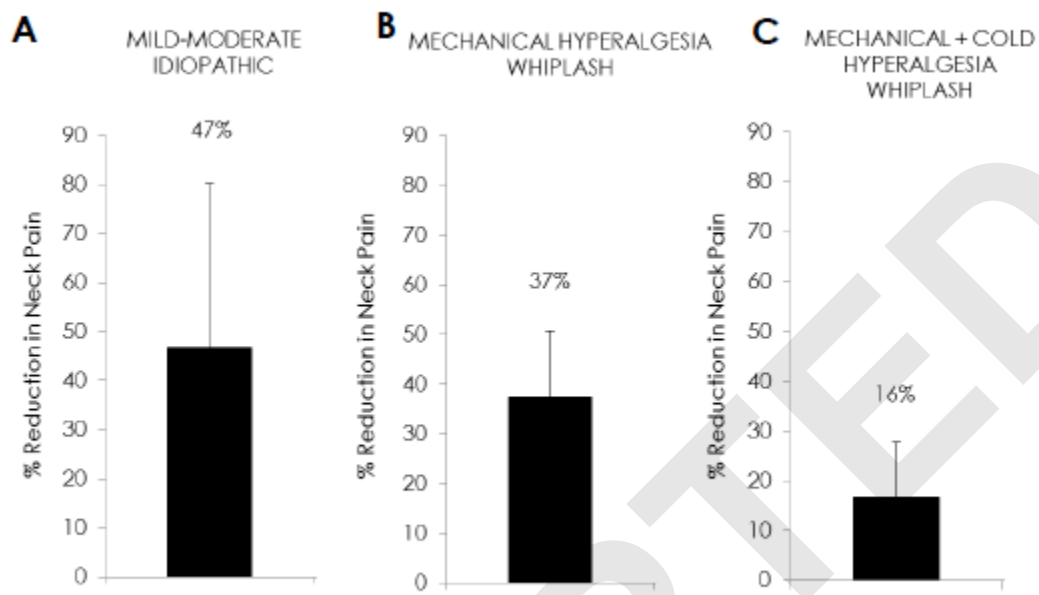 A
MILD-MODERATE
IDIOPATHIC
47%
% Reduction in Neck Pain
90
80
70
60
50
40
30
20
10
0
B
MECHANICAL HYPERALGESIA
WHIPLASH
37%
% Reduction in Neck Pain
90
80
70
60
50
40
30
20
10
0
C
MECHANICAL + COLD
HYPERALGESIA
WHIPLASH
16%
% Reduction in Neck Pain
90
80
70
60
50
40
30
20
10
0
PTED